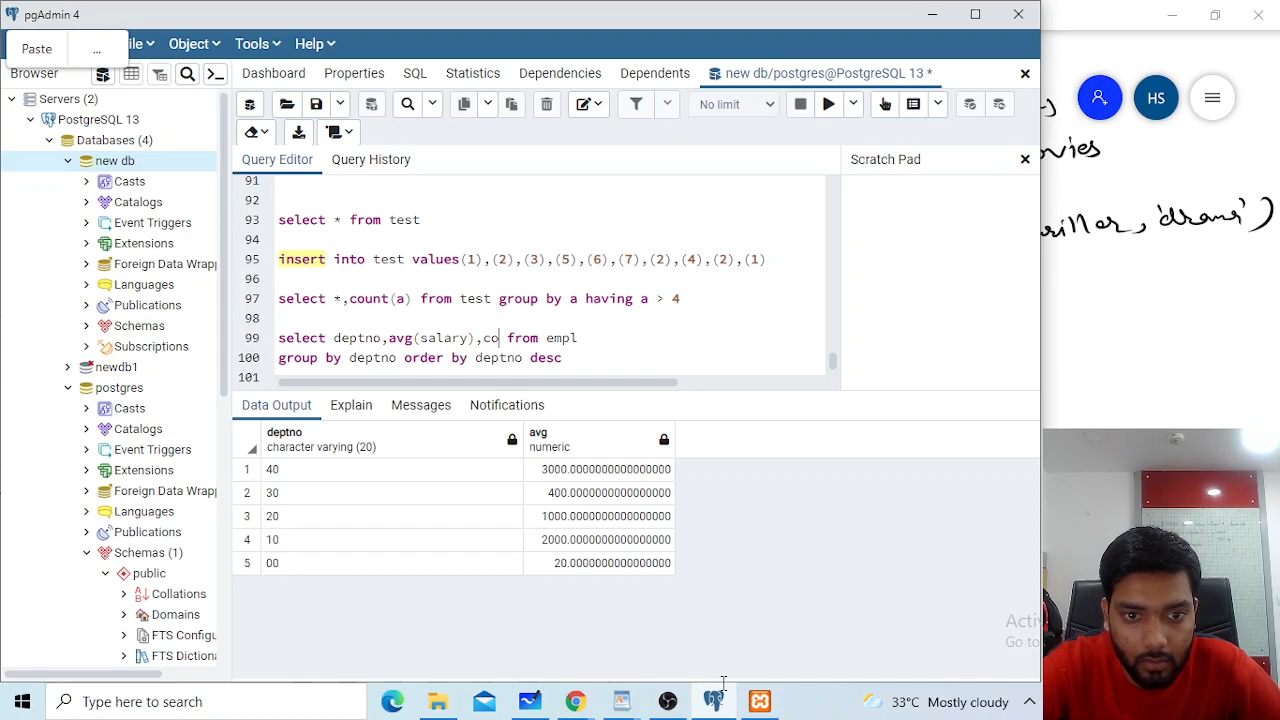 pgAdmin 4
Paste
...
ile
Object
Tools
Help
Browser
Dashboard
Properties
SQL
Statistics
Dependencies
Dependents
new db/postgres@PostgreSQL 13 *
HS
No limit
Servers (2)
PostgreSQL 13
Databases (4)
new db
Casts
Catalogs
Event Triggers
Extensions
Foreign Data Wrapp
Languages
Publications
Schemas
Subscriptions
newdb1
postgres
Casts
Catalogs
Event Triggers
Extensions
Foreign Data Wrapp
Languages
Publications
Schemas (1)
public
Collations
Domains
FTS Configu
FTS Dictiona
Query Editor
Query History
Scratch Pad
91
92
93 select * from test
94
95 insert into test values(1),(2),(3),(5),(6),(7),(2),(4),(2),(1)
96
97 select *,count(a) from test group by a having a > 4
98
99 select deptno,avg(salary),co from empl
100 group by deptno order by deptno desc
101
Data Output
Explain
Messages
Notifications
deptno
character varying (20)
avg
numeric
1 40 3000.0000000000000000
2 30 400.0000000000000000
3 20 1000.0000000000000000
4 10 2000.0000000000000000
5 00 20.0000000000000000
Activ
Go to
Type here to search
33°C Mostly cloudy